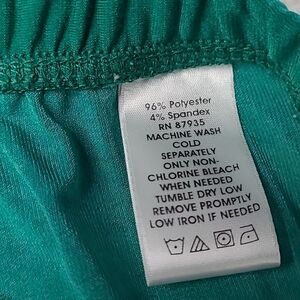 96% Polyester
4% Spandex
RN 87935
MACHINE WASH
COLD
SEPARATELY
ONLY NON-
CHLORINE BLEACH
WHEN NEEDED
TUMBLE DRY LOW
REMOVE PROMPTLY
LOW IRON IF NEEDED